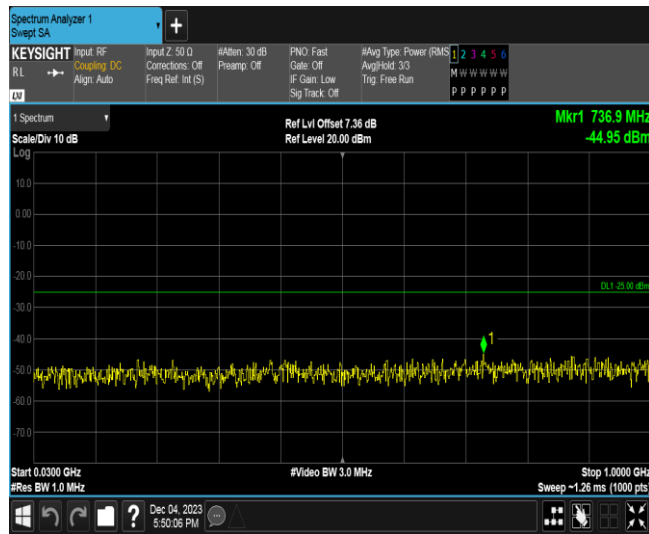 Spectrum Analyzer 1
Swept SA
+
KEYSIGHT
RL
LXI
Input: RF
Coupling: DC
Align: Auto
Input Z: 50 Ω
Corrections: Off
Freq Ref: Int (S)
#Atten: 30 dB
Preamp: Off
PNO: Fast
Gate: Off
IF Gain: Low
Sig Track: Off
#Avg Type: Power (RMS
Avg|Hold: 3/3
Trig: Free Run
1 2 3 4 5 6
M W W W W W
P P P P P P
1 Spectrum
Scale/Div 10 dB
Log
Ref Lvl Offset 7.36 dB
Ref Level 20.00 dBm
Mkr1 736.9 MHz
-44.95 dBm
10.0
0.00
-10.0
-20.0
DL1 -25.00 dBm
-30.0
-40.0
1
-50.0
-60.0
-70.0
Start 0.0300 GHz
#Res BW 1.0 MHz
#Video BW 3.0 MHz
Stop 1.0000 GHz
Sweep ~1.26 ms (1000 pts
?
Dec 04, 2023
5:50:06 PM